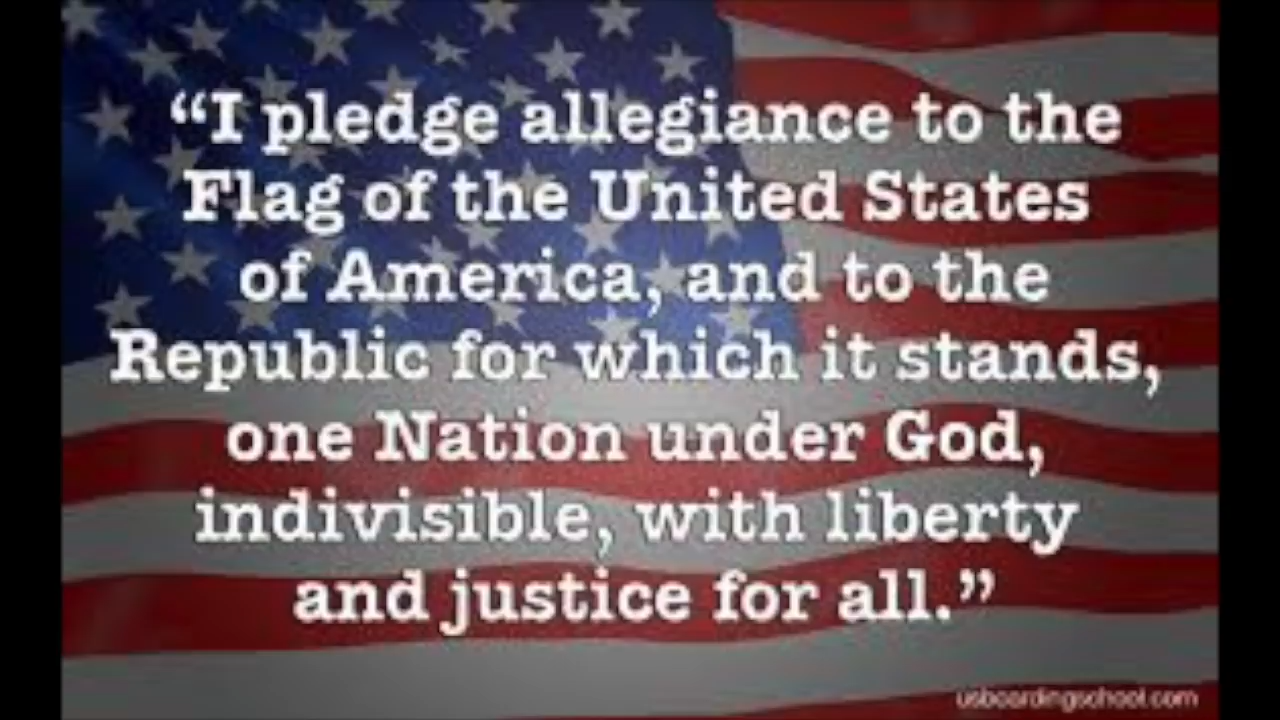 “I pledge allegiance to the
Flag of the United States
of America, and to the
Republic for which it stands,
one Nation under God,
indivisible, with liberty
and justice for all.”
usboardingschool.com